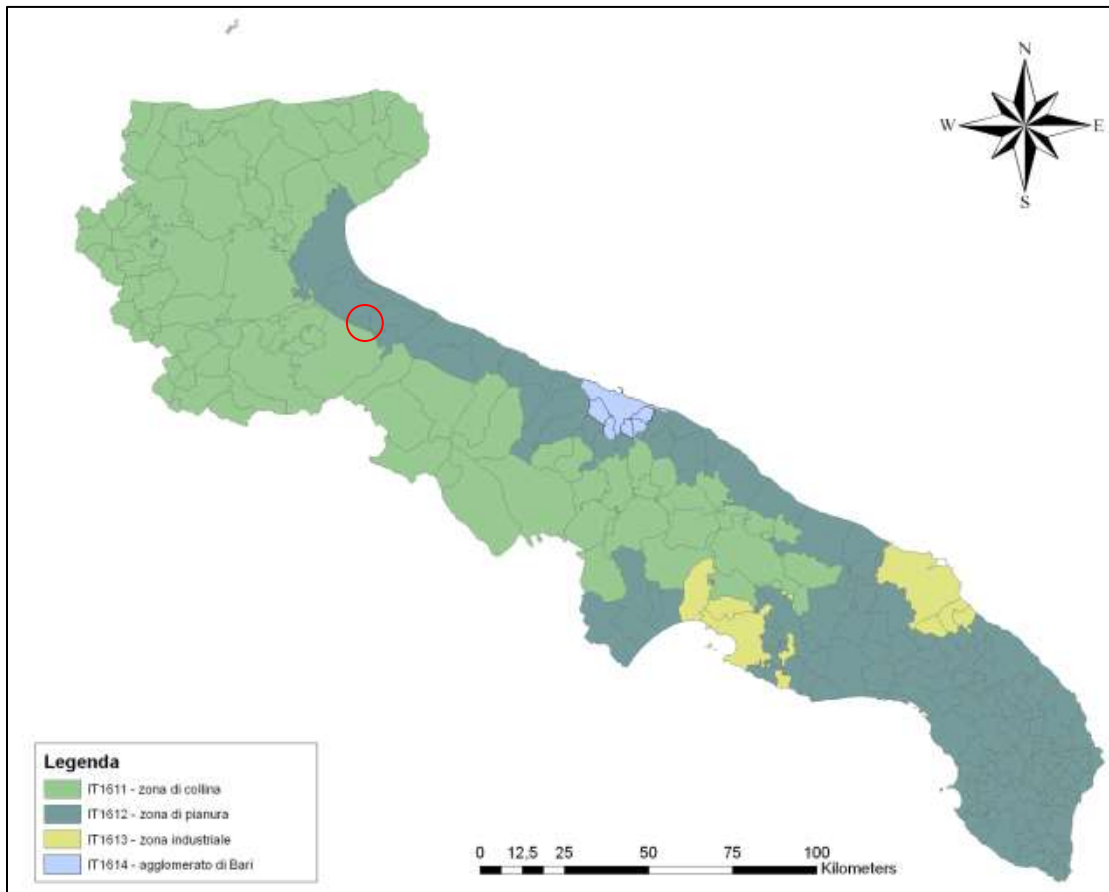 N
W
E
S
Legenda
IT1611 - zona di collina
IT1612 - zona di pianura
IT1613 - zona industriale
IT1614 - agglomerato di Bari
0 12,5 25 50 75 100
Kilometers